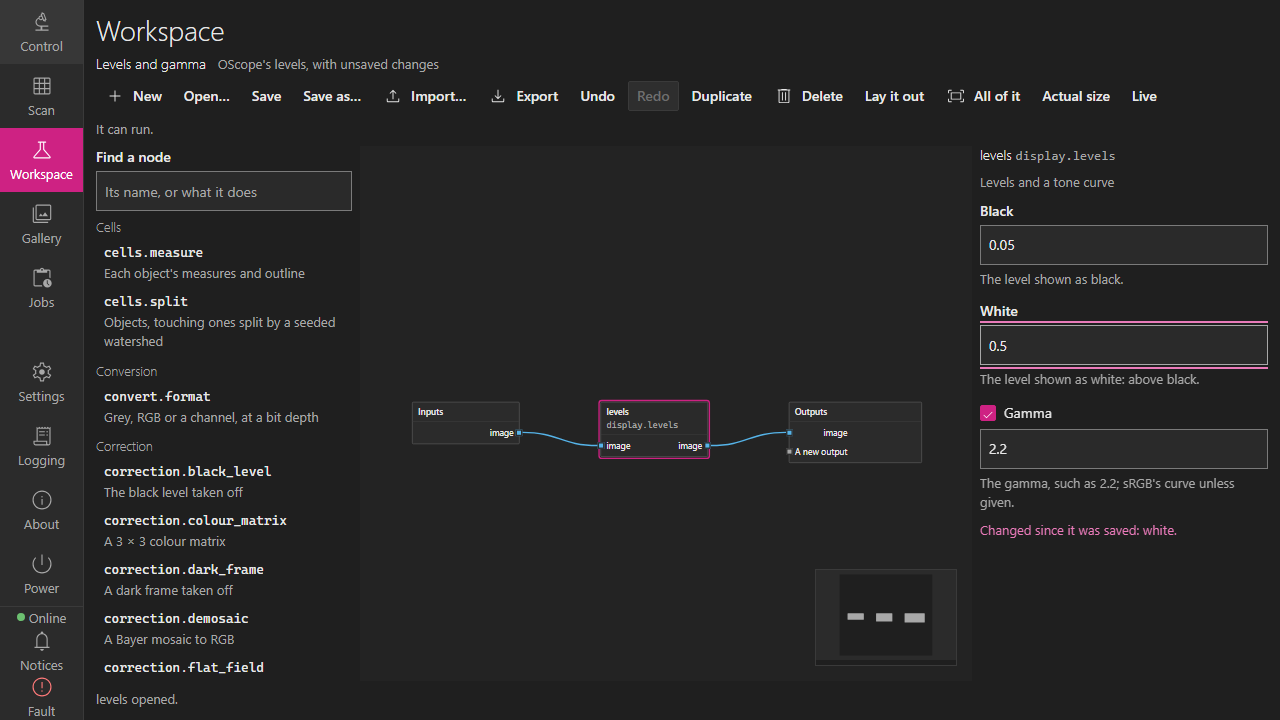 Control
Scan
Workspace
Gallery
Jobs
Settings
Logging
About
Power
Online
Notices
Fault
Workspace
Levels and gamma OScope's levels, with unsaved changes
New Open... Save Save as... Import... Export Undo Redo Duplicate Delete Lay it out All of it Actual size Live
It can run.
Find a node
Its name, or what it does
Cells
cells.measure
Each object's measures and outline
cells.split
Objects, touching ones split by a seeded
watershed
Conversion
convert.format
Grey, RGB or a channel, at a bit depth
Correction
correction.black_level
The black level taken off
correction.colour_matrix
A 3 × 3 colour matrix
correction.dark_frame
A dark frame taken off
correction.demosaic
A Bayer mosaic to RGB
correction.flat_field
levels opened.
Inputs
image
levels
display.levels
image image
Outputs
image
A new output
levels display.levels
Levels and a tone curve
Black
0.05
The level shown as black.
White
0.5
The level shown as white: above black.
Gamma
2.2
The gamma, such as 2.2; sRGB's curve unless
given.
Changed since it was saved: white.